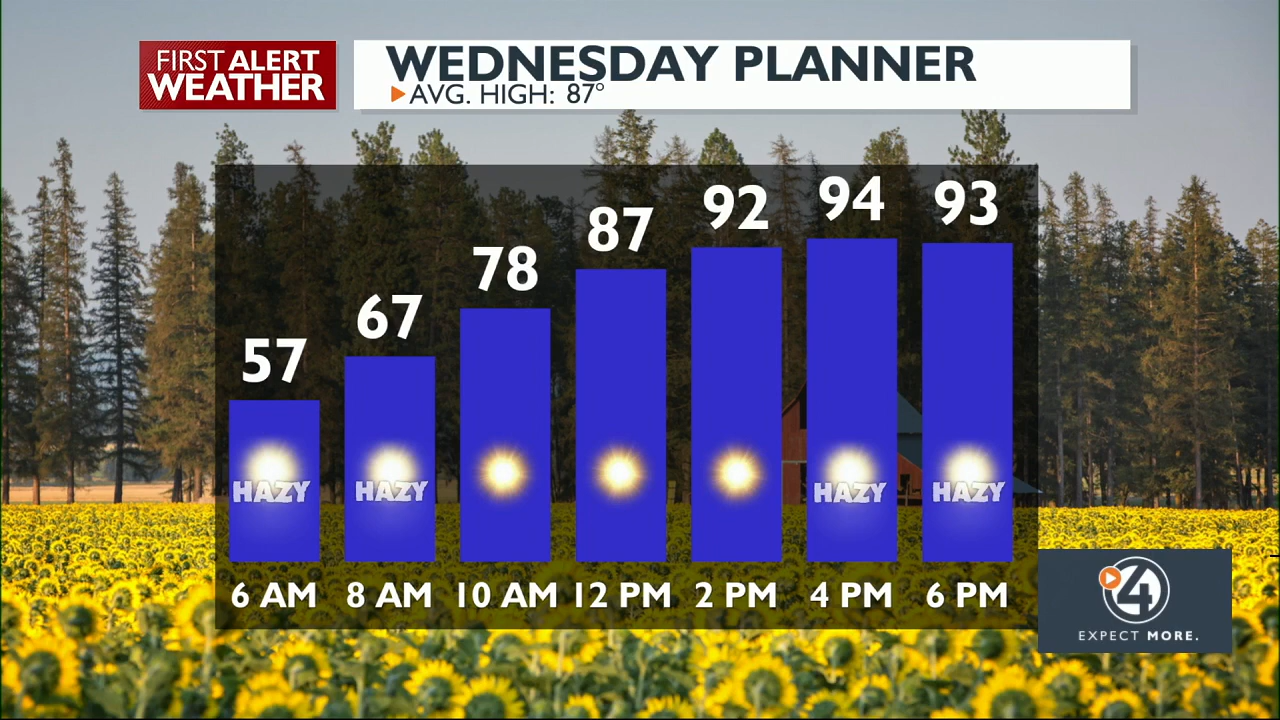 FIRST ALERT
WEATHER
WEDNESDAY PLANNER
AVG. HIGH: 87°
57 67 78 87 92 94 93
HAZY HAZY HAZY HAZY
6 AM 8 AM 10 AM 12 PM 2 PM 4 PM 6 PM
4
EXPECT MORE.